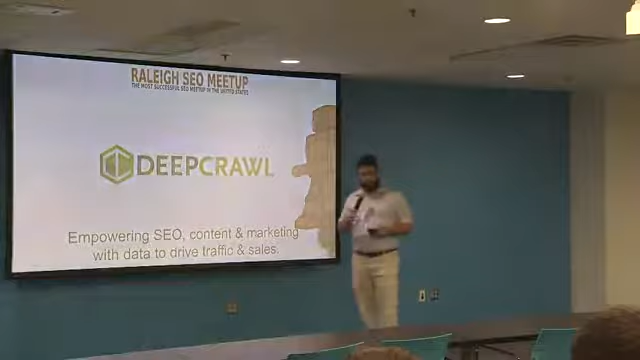 RALEIGH SEO MEETUP
THE MOST SUCCESSFUL SEO MEETUP IN THE UNITED STATES
DEEPCRAWL
Empowering SEO, content & marketing
with data to drive traffic & sales.